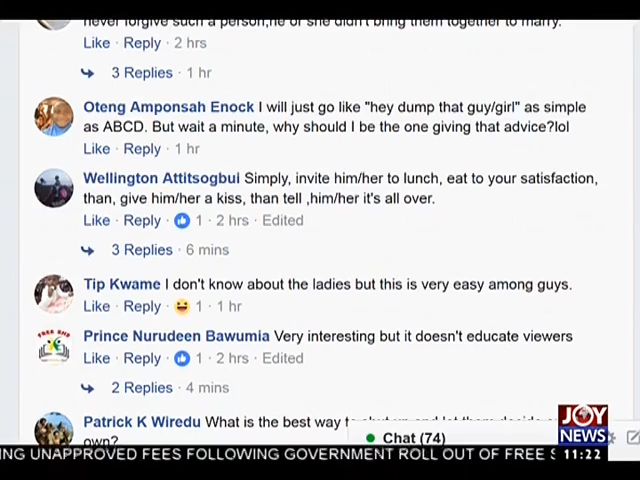 never forgive such a person,he or she didn't bring them together to marry.
Like · Reply · 2 hrs
3 Replies · 1 hr
Oteng Amponsah Enock I will just go like "hey dump that guy/girl" as simple
as ABCD. But wait a minute, why should I be the one giving that advice?lol
Like · Reply · 1 hr
Wellington Attitsogbui Simply, invite him/her to lunch, eat to your satisfaction,
than, give him/her a kiss, than tell ,him/her it's all over.
Like · Reply · 1 · 2 hrs · Edited
3 Replies · 6 mins
Tip Kwame I don't know about the ladies but this is very easy among guys.
Like · Reply · 1 · 1 hr
Prince Nurudeen Bawumia Very interesting but it doesn't educate viewers
Like · Reply · 1 · 2 hrs · Edited
2 Replies · 4 mins
Patrick K Wiredu What is the best way
own?
Chat (74)
JOY
NEWS
UNAPPROVED FEES FOLLOWING GOVERNMENT ROLL OUT OF FREE
11:22